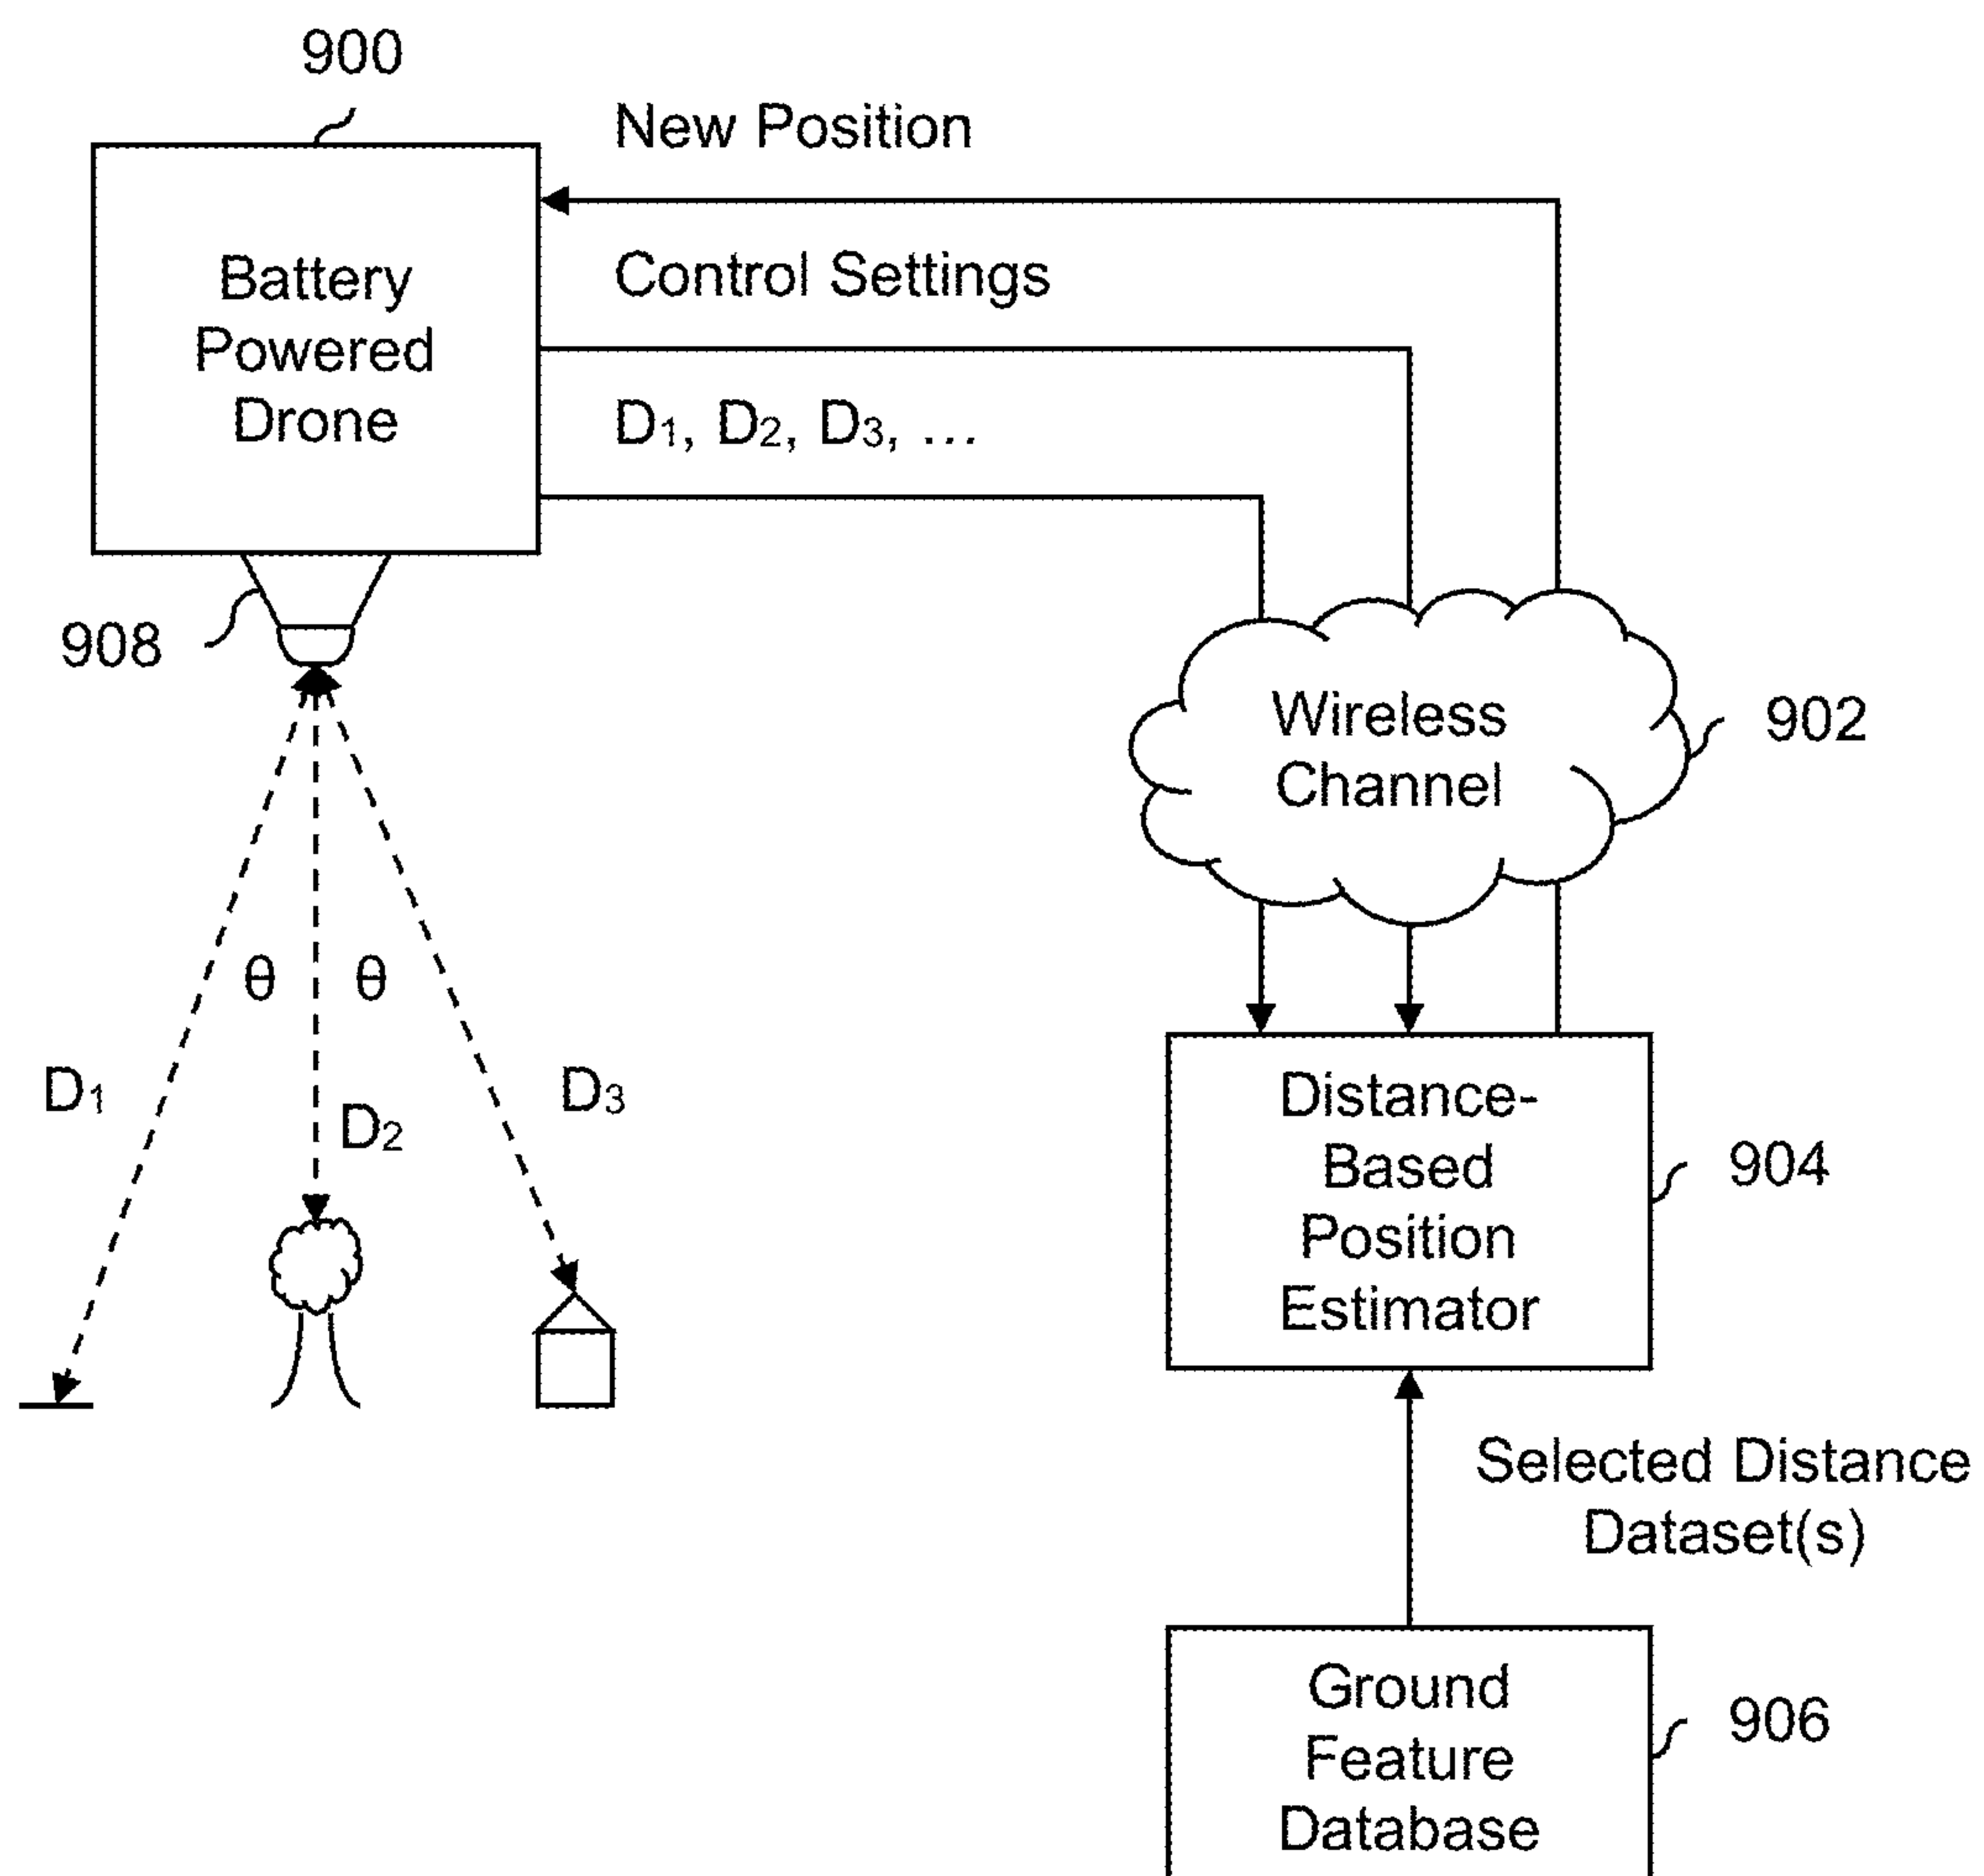 900
New Position
Battery
Powered
Drone
Control Settings
D1, D2, D3, ...
908
Wireless
Channel
902
θ
θ
D1
D2
D3
Distance-
Based
Position
Estimator
904
Selected Distance
Dataset(s)
Ground
Feature
Database
906